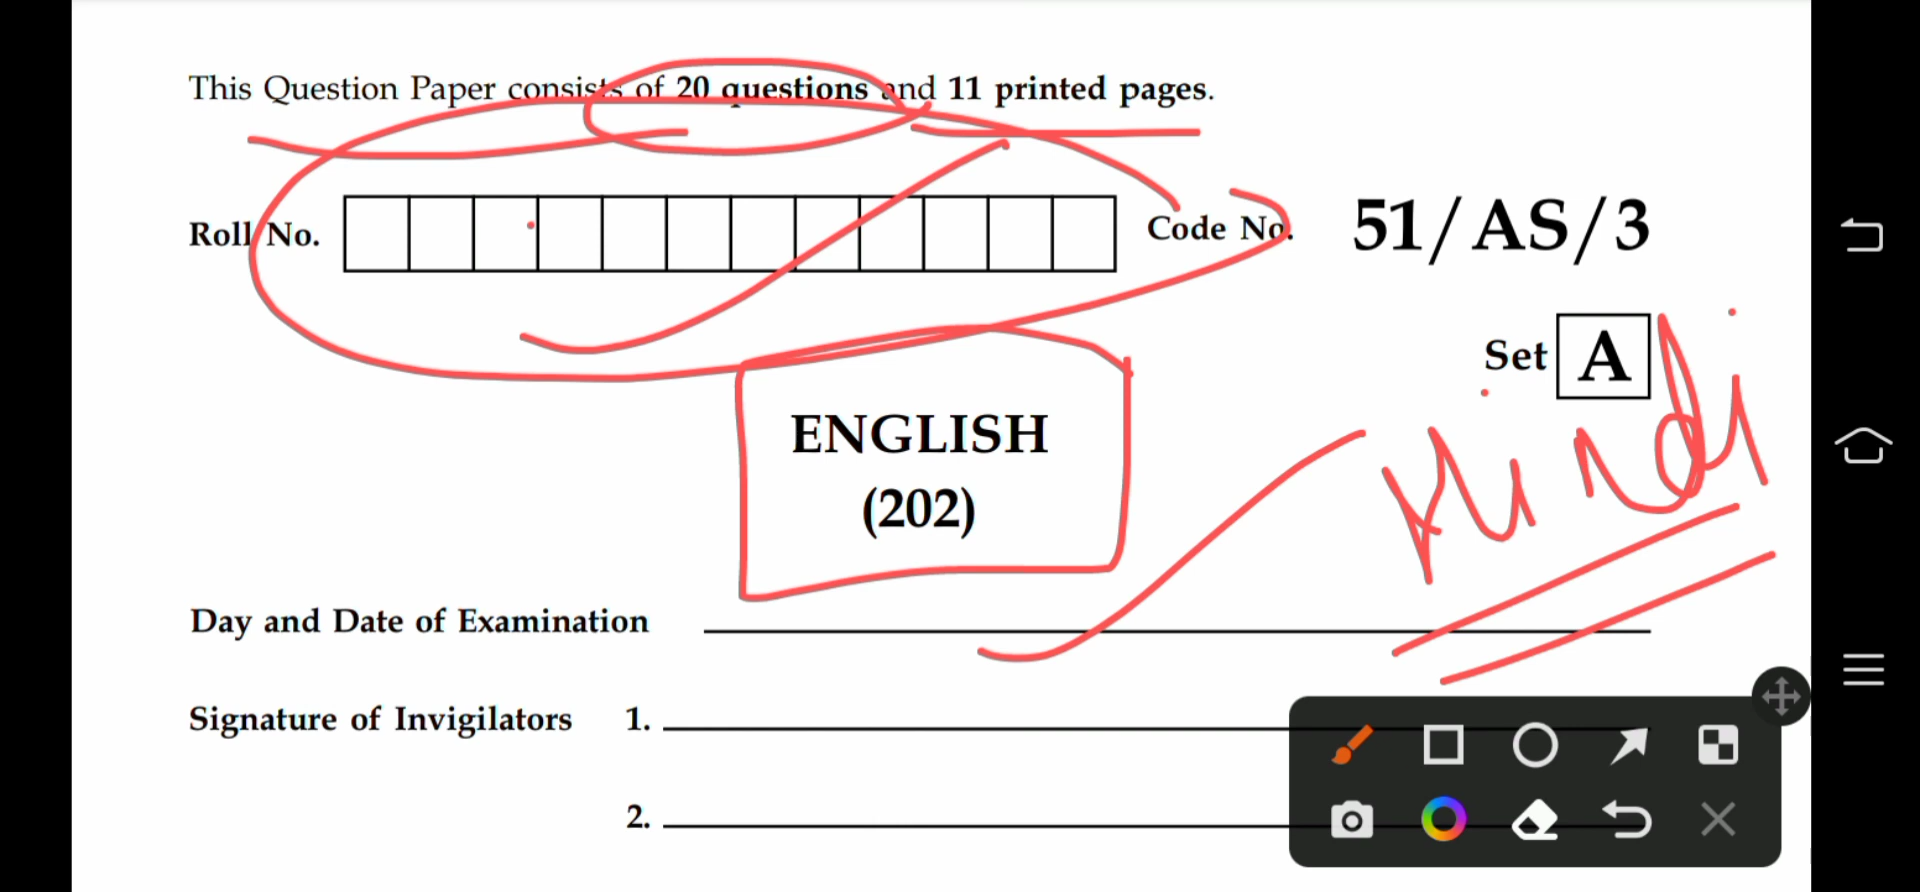 This Question Paper consists of 20 questions and 11 printed pages.
Roll No.
Code No. 51/AS/3
Set A
Hindi
ENGLISH
(202)
Day and Date of Examination
Signature of Invigilators 1.
2.